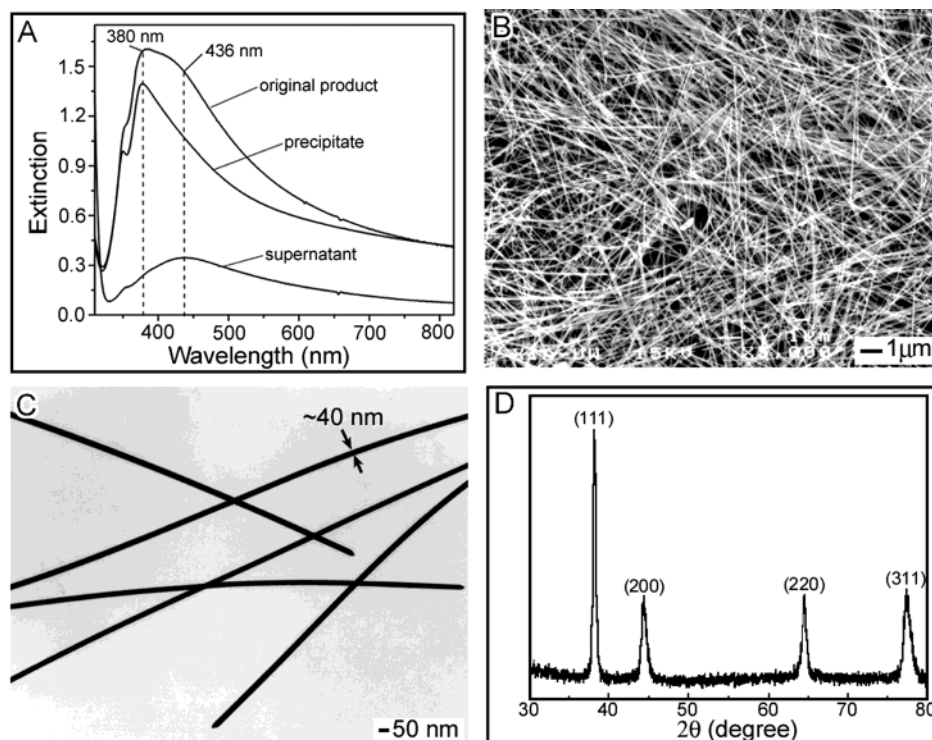 A
380 nm
436 nm
original product
precipitate
supernatant
Extinction
1.5
1.2
0.9
0.6
0.3
0.0
400 500 600 700 800
Wavelength (nm)
B
1μm
C
~40 nm
50 nm
D
(111)
(200)
(220)
(311)
30 40 50 60 70 80
2θ (degree)